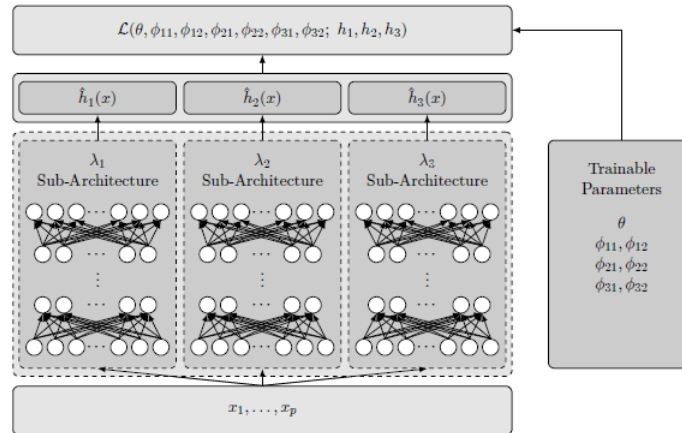 ℒ(θ, ϕ₁₁, ϕ₁₂, ϕ₂₁, ϕ₂₂, ϕ₃₁, ϕ₃₂; h₁, h₂, h₃)
ĥ₁(x) ĥ₂(x) ĥ₃(x)
λ₁ λ₂ λ₃
Sub-Architecture Sub-Architecture Sub-Architecture
Trainable
Parameters
θ
ϕ₁₁, ϕ₁₂
ϕ₂₁, ϕ₂₂
ϕ₃₁, ϕ₃₂
x₁, . . . , xₚ